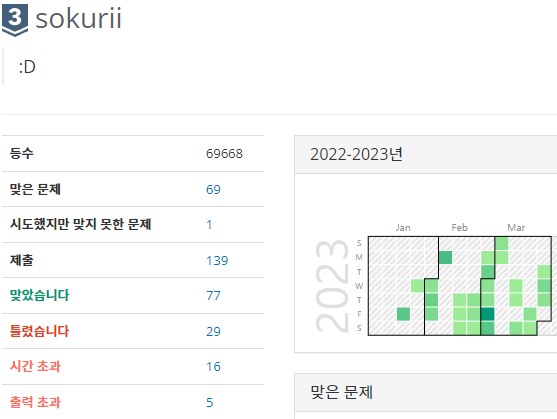 3 sokurii
:D
등수 69668
맞은 문제 69
시도했지만 맞지 못한 문제 1
제출 139
맞았습니다 77
틀렸습니다 29
시간 초과 16
출력 초과 5
2022-2023년
Jan Feb Mar
2023
S
M
T
W
T
F
S
맞은 문제